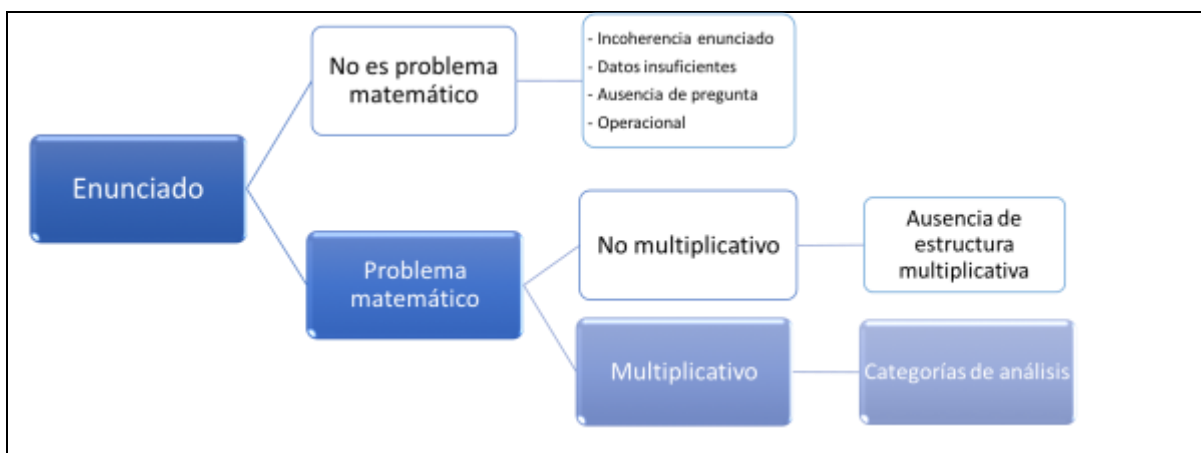 No es problema
matemático
- Incoherencia enunciado
- Datos insuficientes
- Ausencia de pregunta
- Operacional
Enunciado
Problema
matemático
No multiplicativo
Ausencia de
estructura
multiplicativa
Multiplicativo
Categorías de análisis